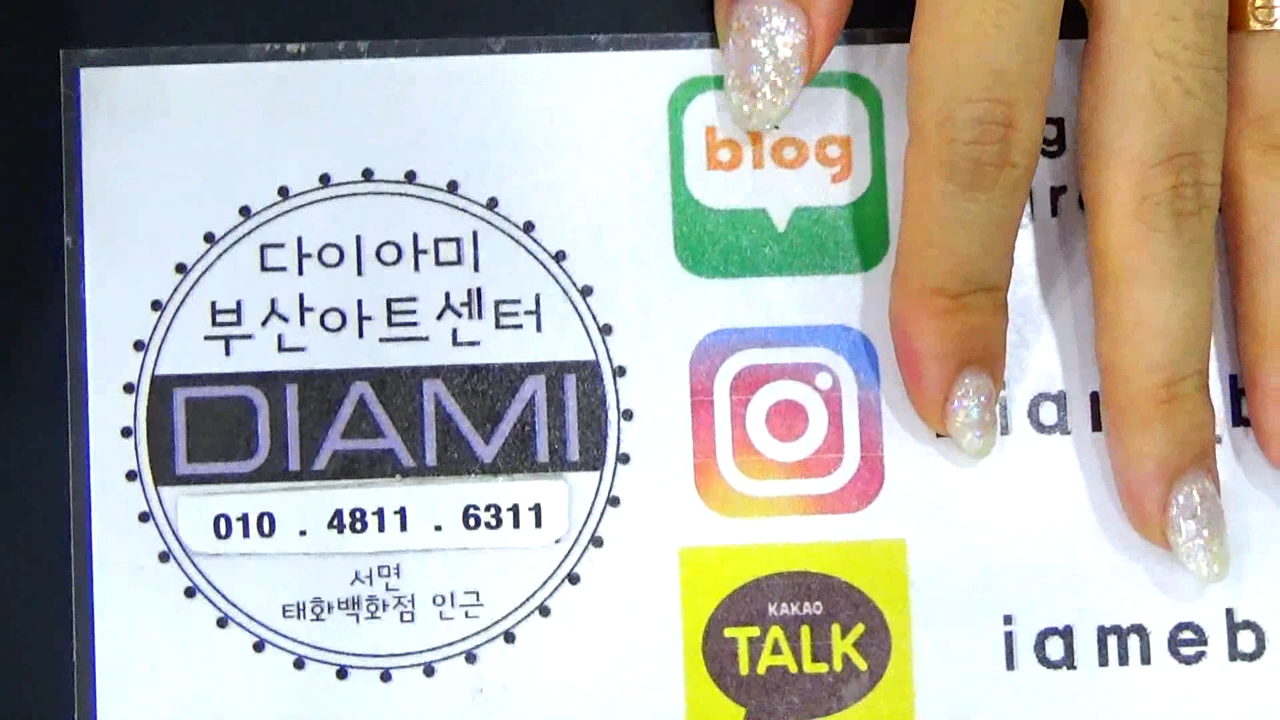 다이아미
부산아트센터
DIAMI
010 . 4811 . 6311
서면
태화백화점 인근
blog
KAKAO
TALK
iameb